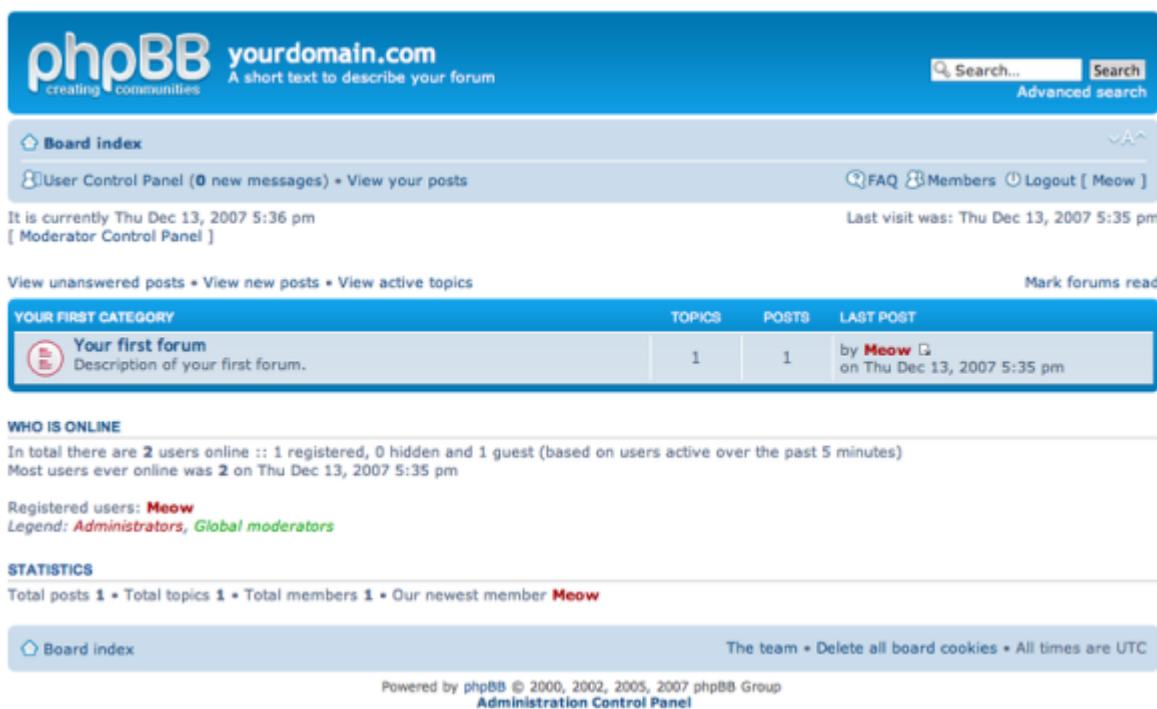 phpBB
creating communities
yourdomain.com
A short text to describe your forum
Search... Search
Advanced search
Board index
A
User Control Panel (0 new messages) • View your posts
FAQ Members Logout [ Meow ]
It is currently Thu Dec 13, 2007 5:36 pm
Last visit was: Thu Dec 13, 2007 5:35 pm
[ Moderator Control Panel ]
View unanswered posts • View new posts • View active topics
Mark forums read
YOUR FIRST CATEGORY TOPICS POSTS LAST POST
Your first forum
Description of your first forum.
1 1
by Meow
on Thu Dec 13, 2007 5:35 pm
WHO IS ONLINE
In total there are 2 users online :: 1 registered, 0 hidden and 1 guest (based on users active over the past 5 minutes)
Most users ever online was 2 on Thu Dec 13, 2007 5:35 pm
Registered users: Meow
Legend: Administrators, Global moderators
STATISTICS
Total posts 1 • Total topics 1 • Total members 1 • Our newest member Meow
Board index
The team • Delete all board cookies • All times are UTC
Powered by phpBB © 2000, 2002, 2005, 2007 phpBB Group
Administration Control Panel